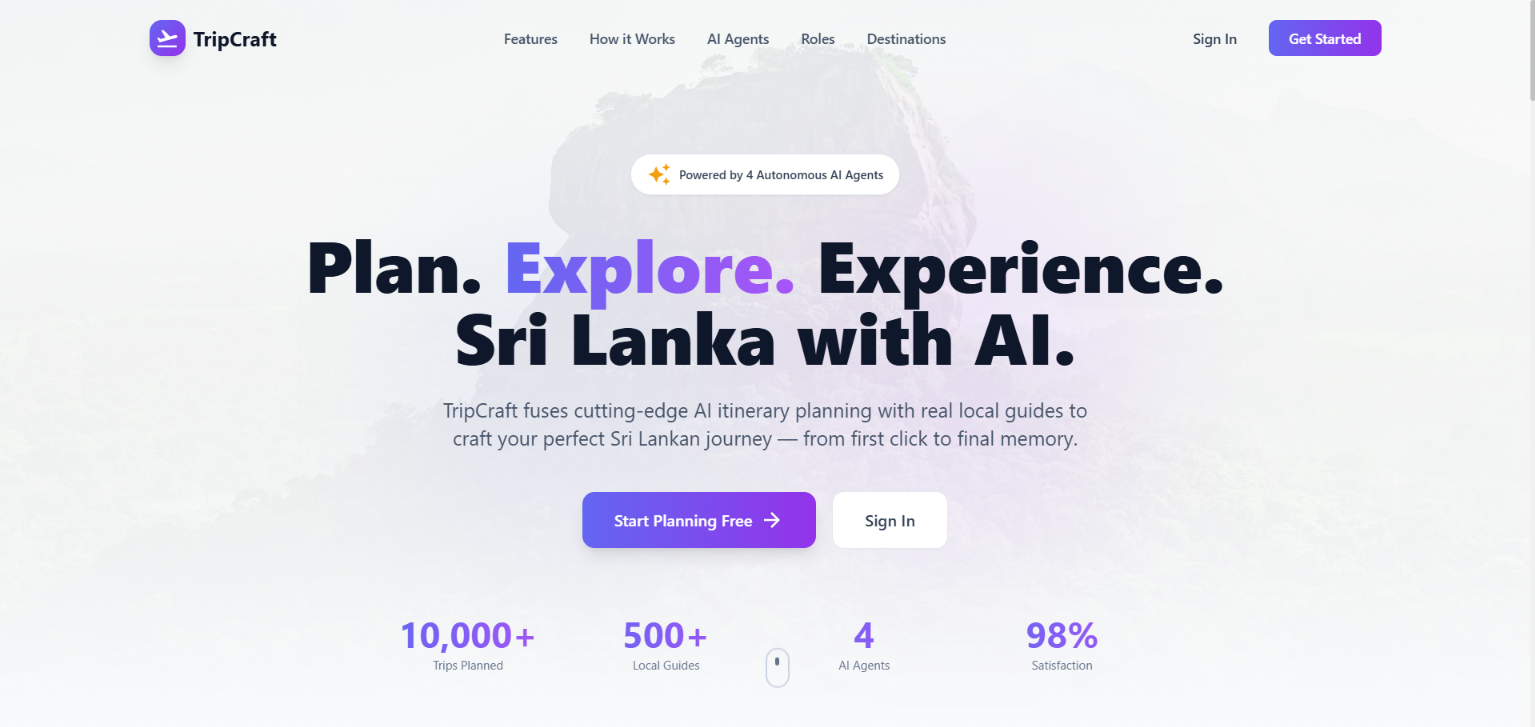 TripCraft
Features
How it Works
AI Agents
Roles
Destinations
Sign In
Get Started
Powered by 4 Autonomous AI Agents
Plan. Explore. Experience.
Sri Lanka with AI.
TripCraft fuses cutting-edge AI itinerary planning with real local guides to
craft your perfect Sri Lankan journey — from first click to final memory.
Start Planning Free
Sign In
10,000+
Trips Planned
500+
Local Guides
4
AI Agents
98%
Satisfaction